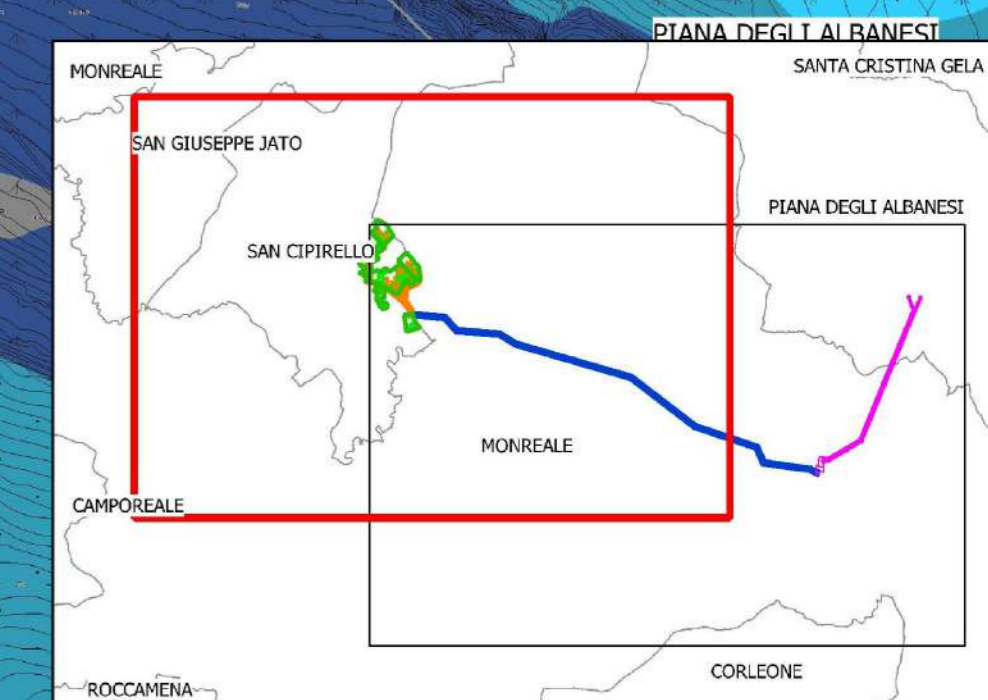 PIANA DEGLI ALBANESI
MONREALE
SANTA CRISTINA GELA
SAN GIUSEPPE JATO
PIANA DEGLI ALBANESI
SAN CIPIRELLO
MONREALE
CAMPOREALE
CORLEONE
ROCCAMENA